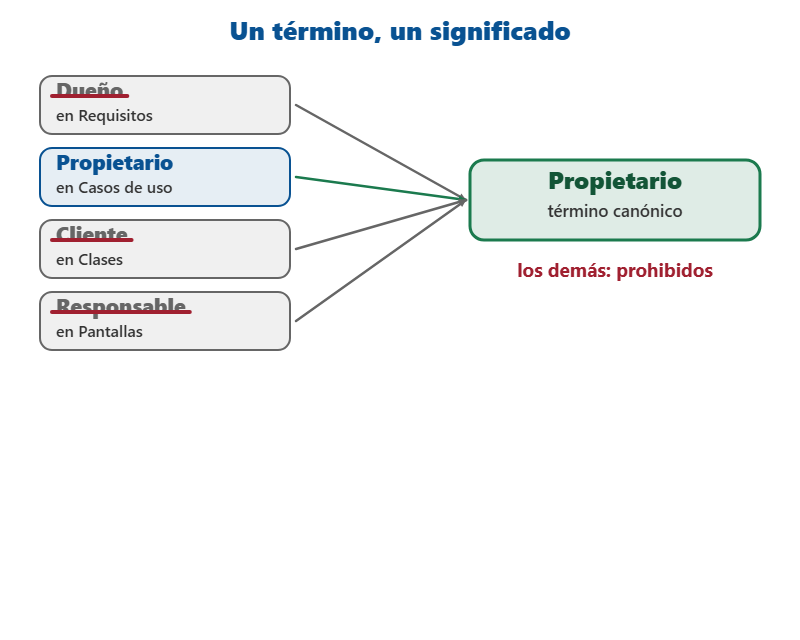 Un término, un significado
Dueño
en Requisitos
Propietario
en Casos de uso
Cliente
en Clases
Responsable
en Pantallas
Propietario
término canónico
los demás: prohibidos